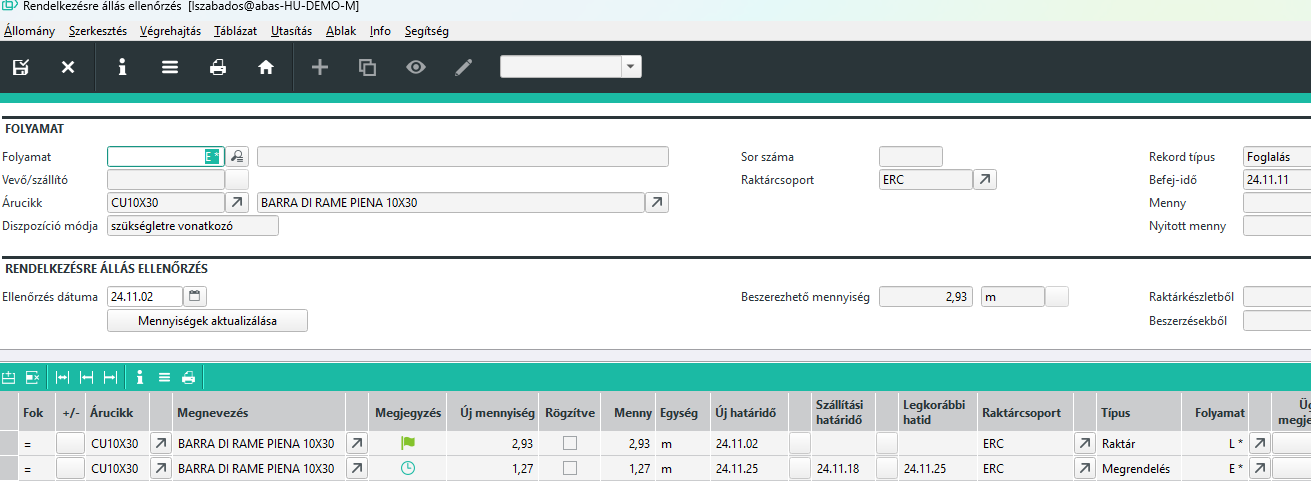 Rendelkezésre állás ellenőrzés [lszabados@abas-HU-DEMO-M]
Állomány Szerkesztés Végrehajtás Táblázat Utasítás Ablak Info Segítség
FOLYAMAT
Folyamat E * Sor száma Rekord típus Foglalás
Vevő/szállító Raktárcsoport ERC Befej-idő 24.11.11
Árucikk CU10X30 BARRA DI RAME PIENA 10X30 Menny
Diszpozíció módja szükségletre vonatkozó Nyitott menny
RENDELKEZÉSRE ÁLLÁS ELLENŐRZÉS
Ellenőrzés dátuma 24.11.02 Beszerezhető mennyiség 2,93 m Raktárkészletből
Mennyiségek aktualizálása Beszerzésekből
Fok +/- Árucikk Megnevezés Megjegyzés Új mennyiség Rögzítve Menny Egység Új határidő Szállítási határidő Legkorábbi hatid Raktárcsoport Típus Folyamat Üg megje
= CU10X30 BARRA DI RAME PIENA 10X30 2,93 2,93 m 24.11.02 ERC Raktár L *
= CU10X30 BARRA DI RAME PIENA 10X30 1,27 1,27 m 24.11.25 24.11.18 24.11.25 ERC Megrendelés E *